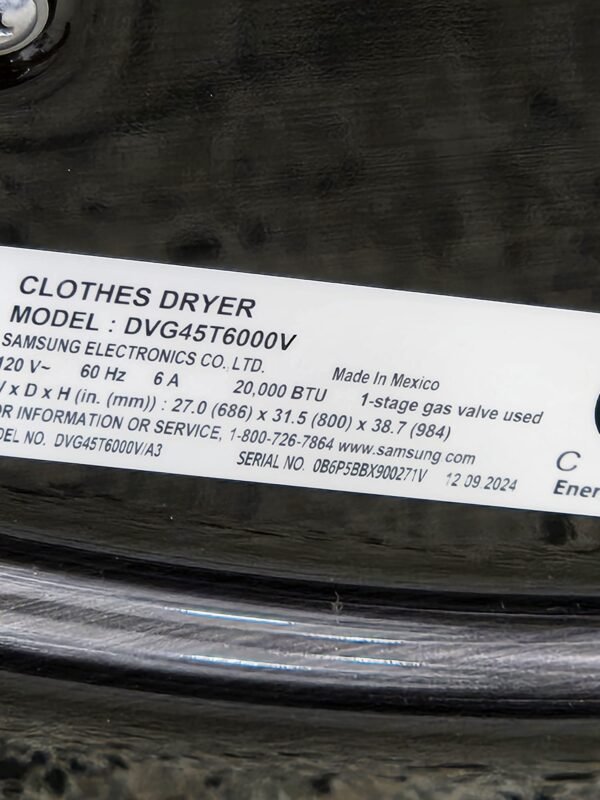 CLOTHES DRYER
MODEL : DVG45T6000V
SAMSUNG ELECTRONICS CO., LTD.
120 V~ 60 Hz 6 A 20,000 BTU Made In Mexico
x D x H (in. (mm)) : 27.0 (686) x 31.5 (800) x 38.7 (984) 1-stage gas valve used
OR INFORMATION OR SERVICE, 1-800-726-7864 www.samsung.com
DEL NO. DVG45T6000V/A3 SERIAL NO. 0B6P5BBX900271V 12.09.2024
C
Ener